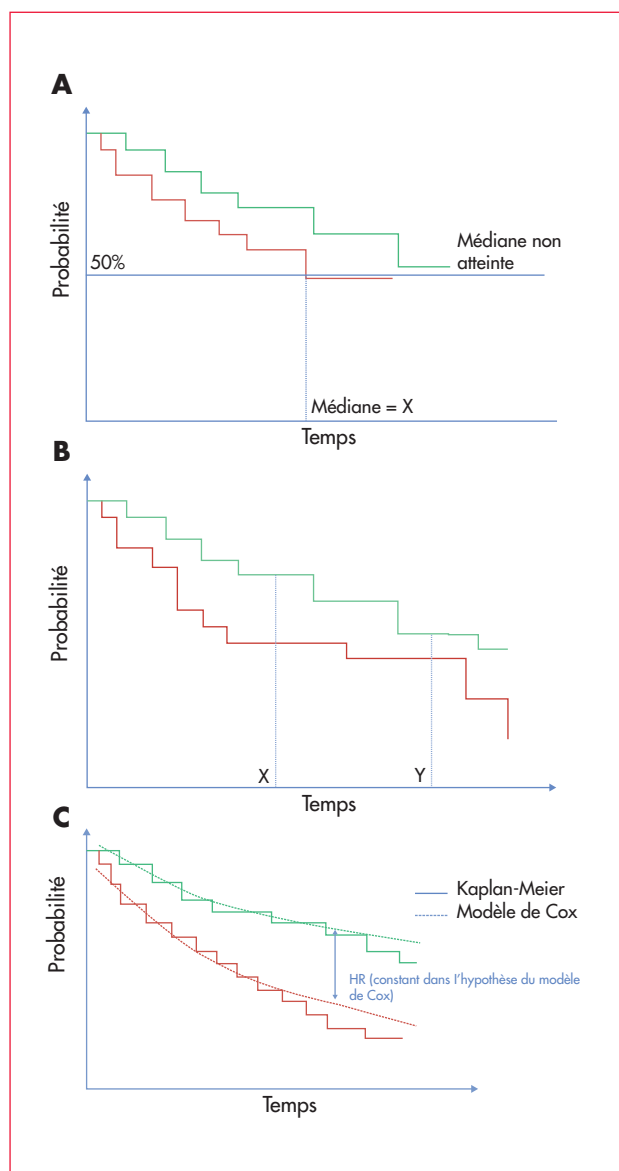 A
Probabilité
50%
Médiane non
atteinte
Médiane = X
Temps
B
Probabilité
X
Y
Temps
C
Probabilité
Kaplan-Meier
Modèle de Cox
HR (constant dans l'hypothèse du modèle
de Cox)
Temps